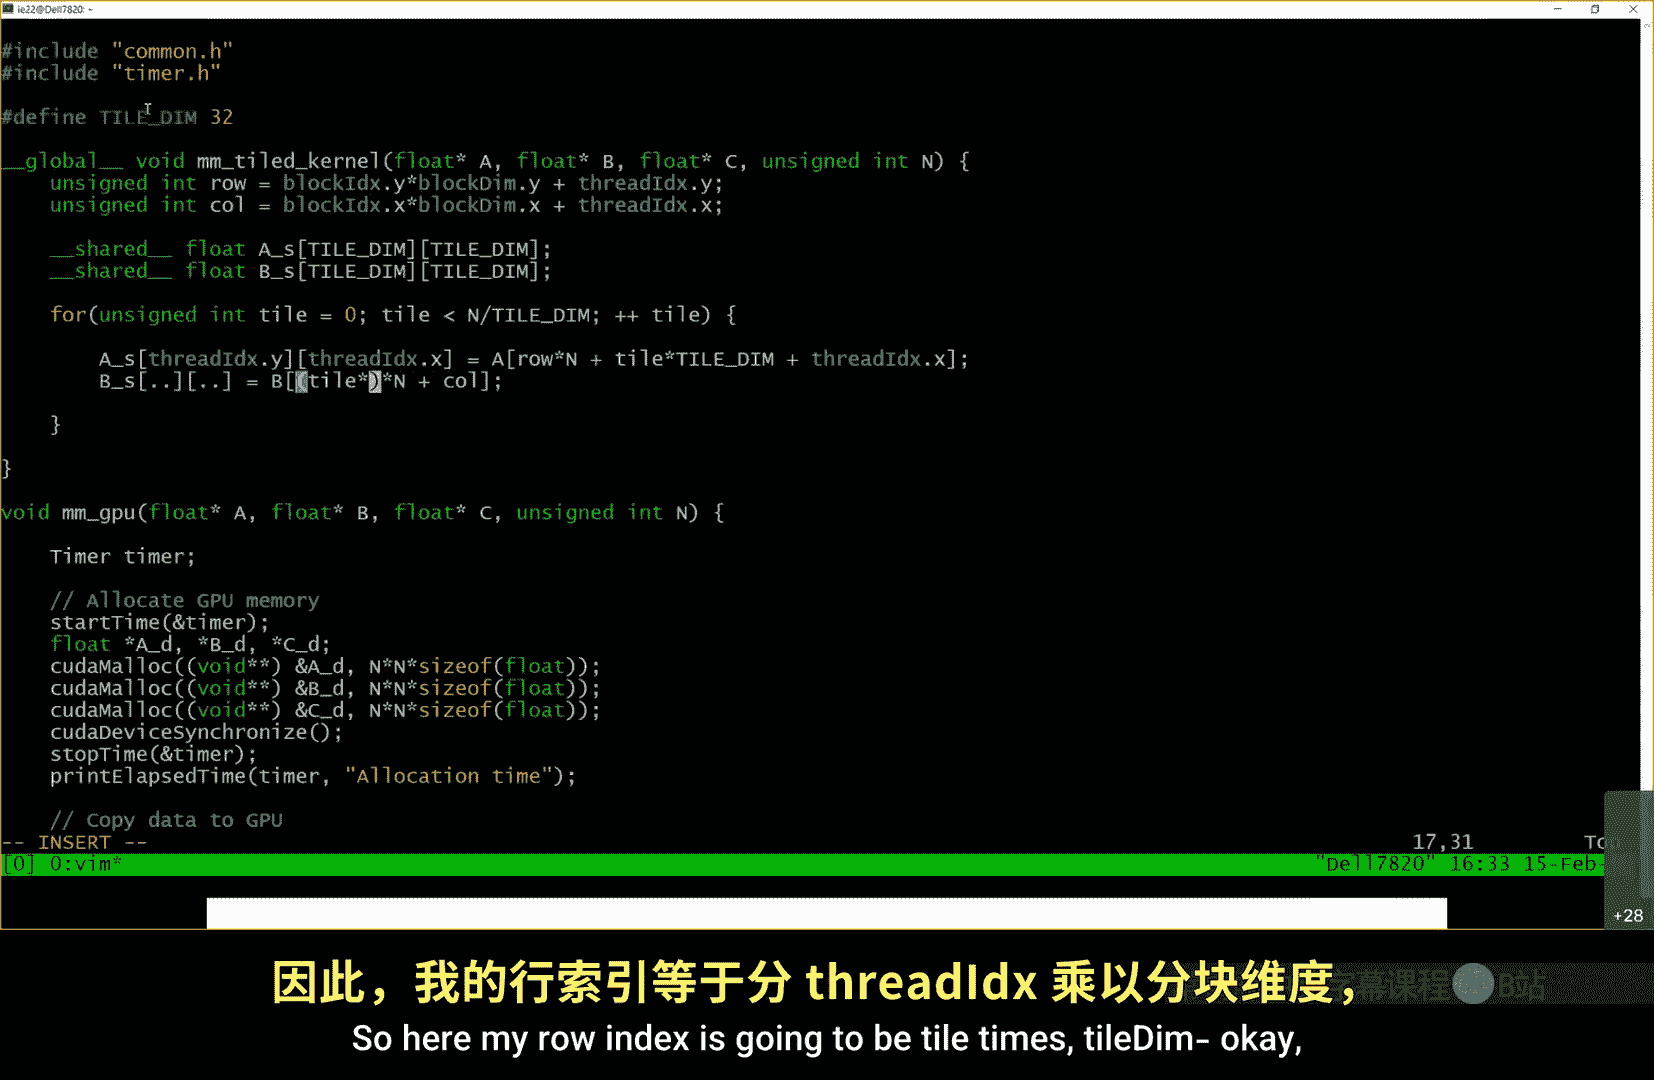 ie22@Dell7820: ~
#include "common.h"
#include "timer.h"
#define TILE_DIM 32
__global__ void mm_tiled_kernel(float* A, float* B, float* C, unsigned int N) {
unsigned int row = blockIdx.y*blockDim.y + threadIdx.y;
unsigned int col = blockIdx.x*blockDim.x + threadIdx.x;
__shared__ float A_s[TILE_DIM][TILE_DIM];
__shared__ float B_s[TILE_DIM][TILE_DIM];
for(unsigned int tile = 0; tile < N/TILE_DIM; ++ tile) {
A_s[threadIdx.y][threadIdx.x] = A[row*N + tile*TILE_DIM + threadIdx.x];
B_s[..][..] = B[(tile*)*N + col];
}
}
void mm_gpu(float* A, float* B, float* C, unsigned int N) {
Timer timer;
// Allocate GPU memory
startTime(&timer);
float *A_d, *B_d, *C_d;
cudaMalloc((void**) &A_d, N*N*sizeof(float));
cudaMalloc((void**) &B_d, N*N*sizeof(float));
cudaMalloc((void**) &C_d, N*N*sizeof(float));
cudaDeviceSynchronize();
stopTime(&timer);
printElapsedTime(timer, "Allocation time");
// Copy data to GPU
-- INSERT -- 17,31
[0] 0:vim* "Dell7820" 16:33 15-Feb-
+28
因此，我的行索引等于分 threadIdx 乘以分块维度，
幕课程 B站
So here my row index is going to be tile times, tileDim- okay,